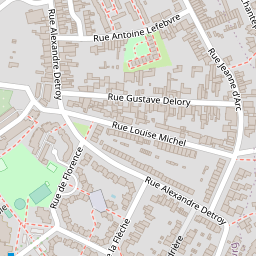 Rue Antoine Lefebvre
Rue Alexandre Detroy
Rue Jeanne d'Arc
Rue Gustave Delory
Rue Louise Michel
Rue de Florence
Rue Alexandre Detroy
la Flèche